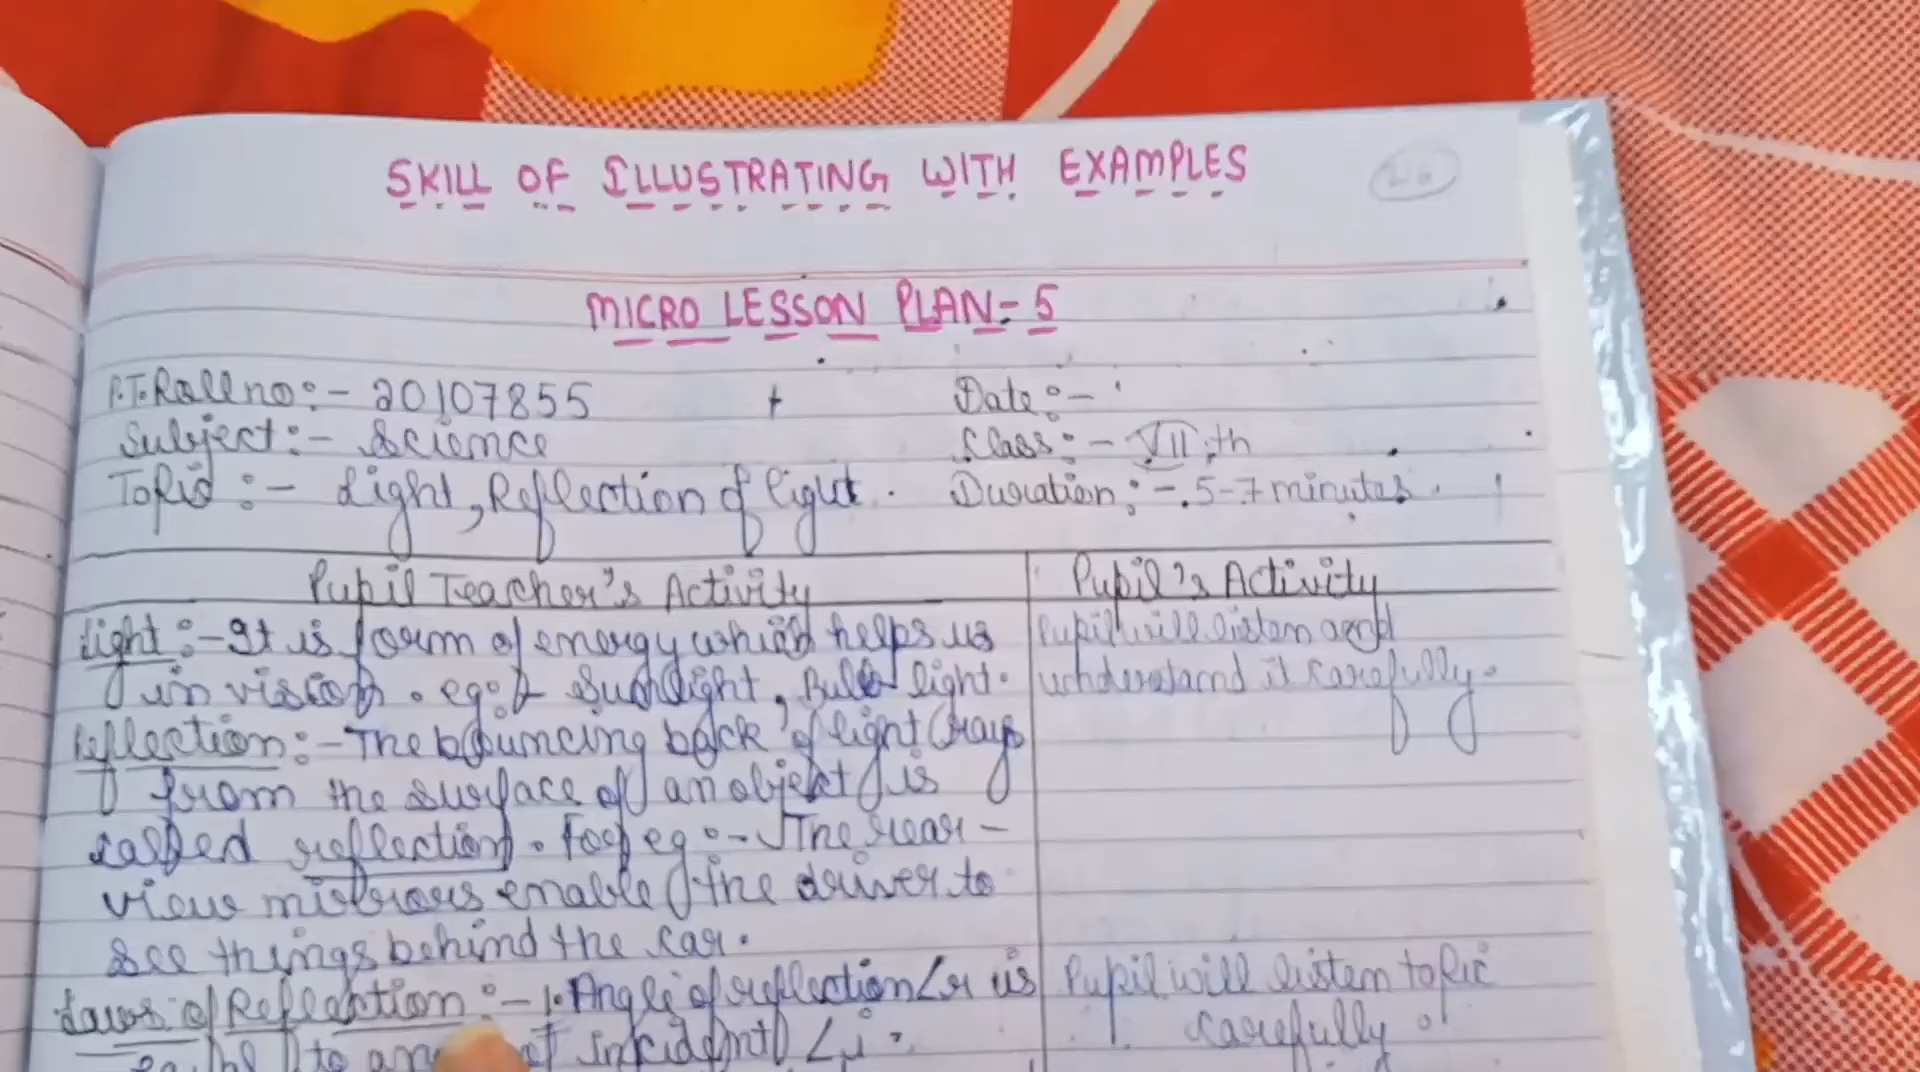 SKILL OF ILLUSTRATING WITH EXAMPLES
MICRO LESSON PLAN- 5
P.T.Rollno:- 20107855 Date:-
Subject:- Science Class:- VII th
Topic:- Light, Reflection of light. Duration:- 5-7 minutes.
Pupil Teacher's Activity Pupil's Activity
Light:- It is form of energy which helps us Pupil will listen and
in vision. eg:- Sunlight, Bulb light. understand it carefully.
Reflection:- The bouncing back of light rays
from the surface of an object is
called reflection. For eg:- The rear-
view mirrors enable the driver to
see things behind the car.
Laws of Reflection:- 1. Angle of reflection ∠r is Pupil will listen topic
equal to of incident ∠i. carefully.